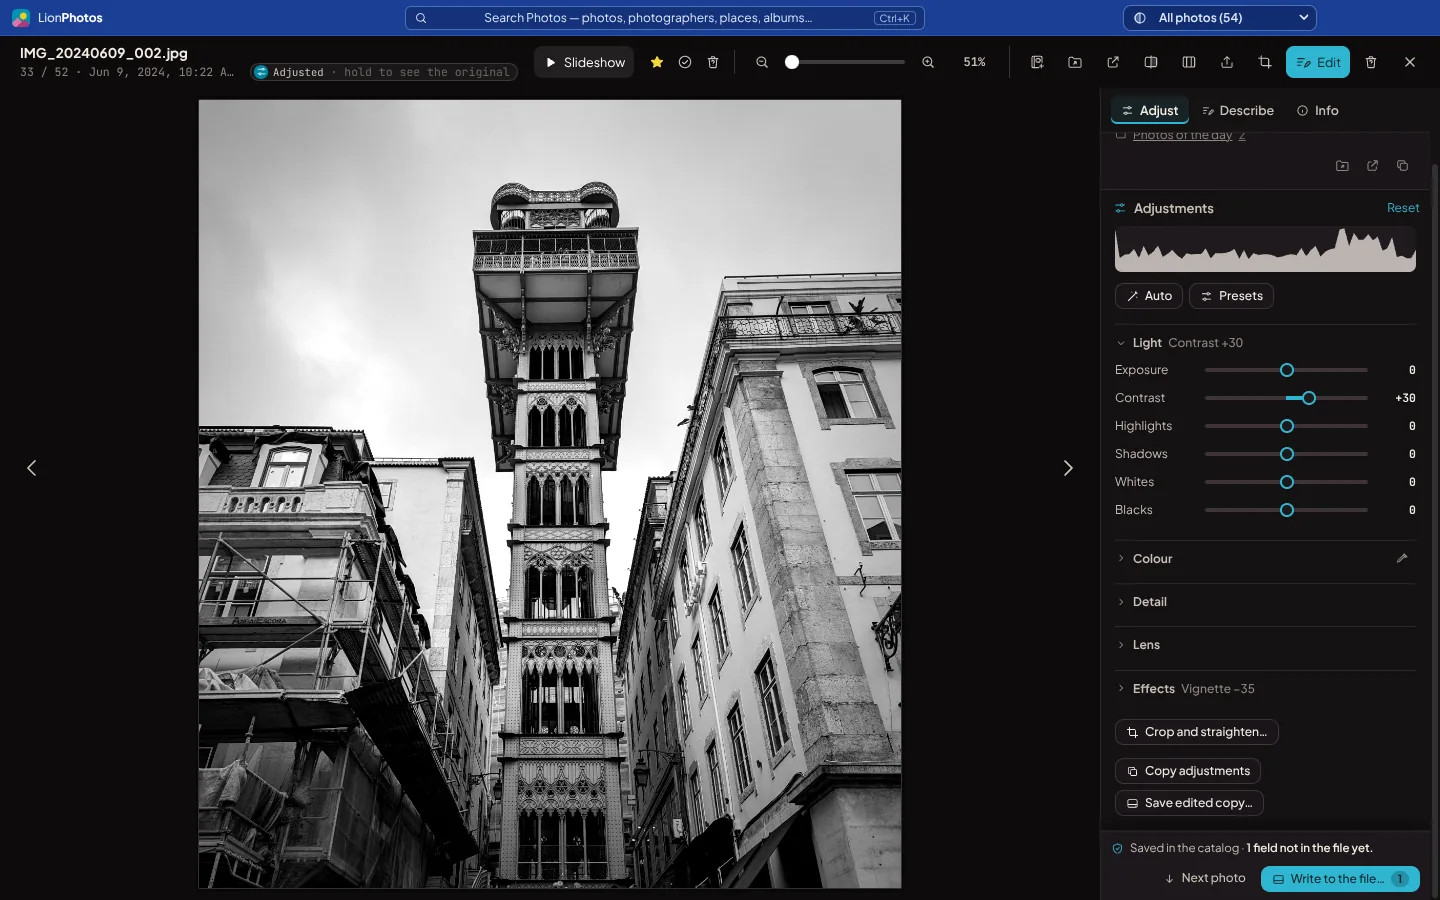 LionPhotos
Search Photos — photos, photographers, places, albums...
Ctrl+K
All photos (54)
IMG_20240609_002.jpg
33 / 52 · Jun 9, 2024, 10:22 A…
Adjusted · hold to see the original
Slideshow
51%
Edit
Adjust
Describe
Info
Photos of the day 2
Adjustments
Reset
Auto
Presets
Light Contrast +30
Exposure 0
Contrast +30
Highlights 0
Shadows 0
Whites 0
Blacks 0
Colour
Detail
Lens
Effects Vignette −35
Crop and straighten…
Copy adjustments
Save edited copy…
Saved in the catalog · 1 field not in the file yet.
Next photo
Write to the file… 1